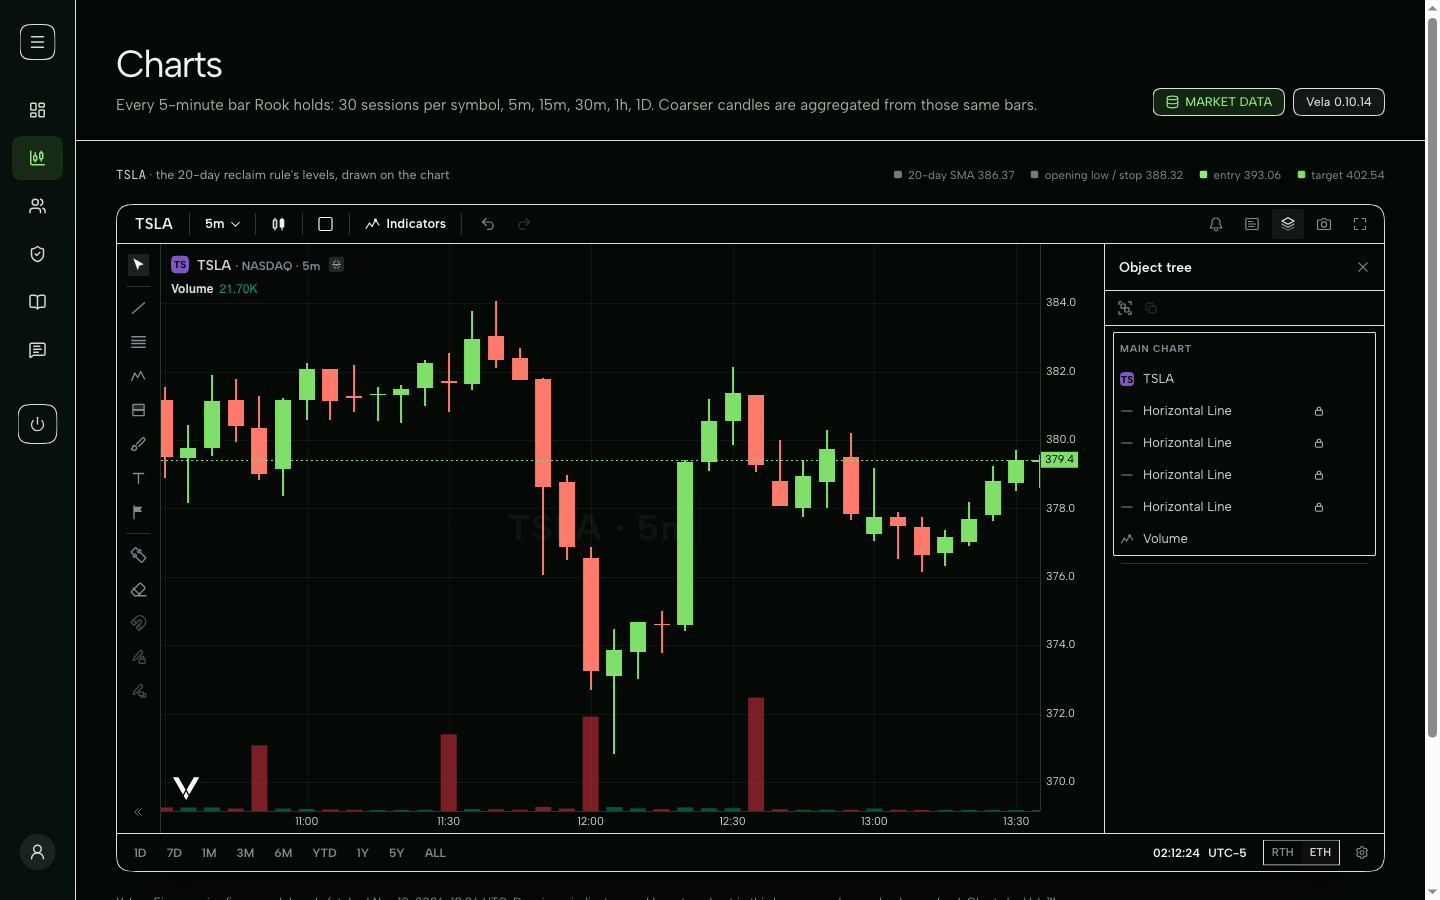 Charts
Every 5-minute bar Rook holds: 30 sessions per symbol, 5m, 15m, 30m, 1h, 1D. Coarser candles are aggregated from those same bars.
MARKET DATA
Vela 0.10.14
TSLA · the 20-day reclaim rule's levels, drawn on the chart
20-day SMA 386.37
opening low / stop 388.32
entry 393.06
target 402.54
TSLA
5m
Indicators
TS TSLA · NASDAQ · 5m
Volume 21.70K
TSLA · 5m
384.0
382.0
380.0
379.4
378.0
376.0
374.0
372.0
370.0
11:00
11:30
12:00
12:30
13:00
13:30
Object tree
MAIN CHART
TS TSLA
Horizontal Line
Horizontal Line
Horizontal Line
Horizontal Line
Volume
1D 7D 1M 3M 6M YTD 1Y 5Y ALL
02:12:24 UTC-5
RTH ETH